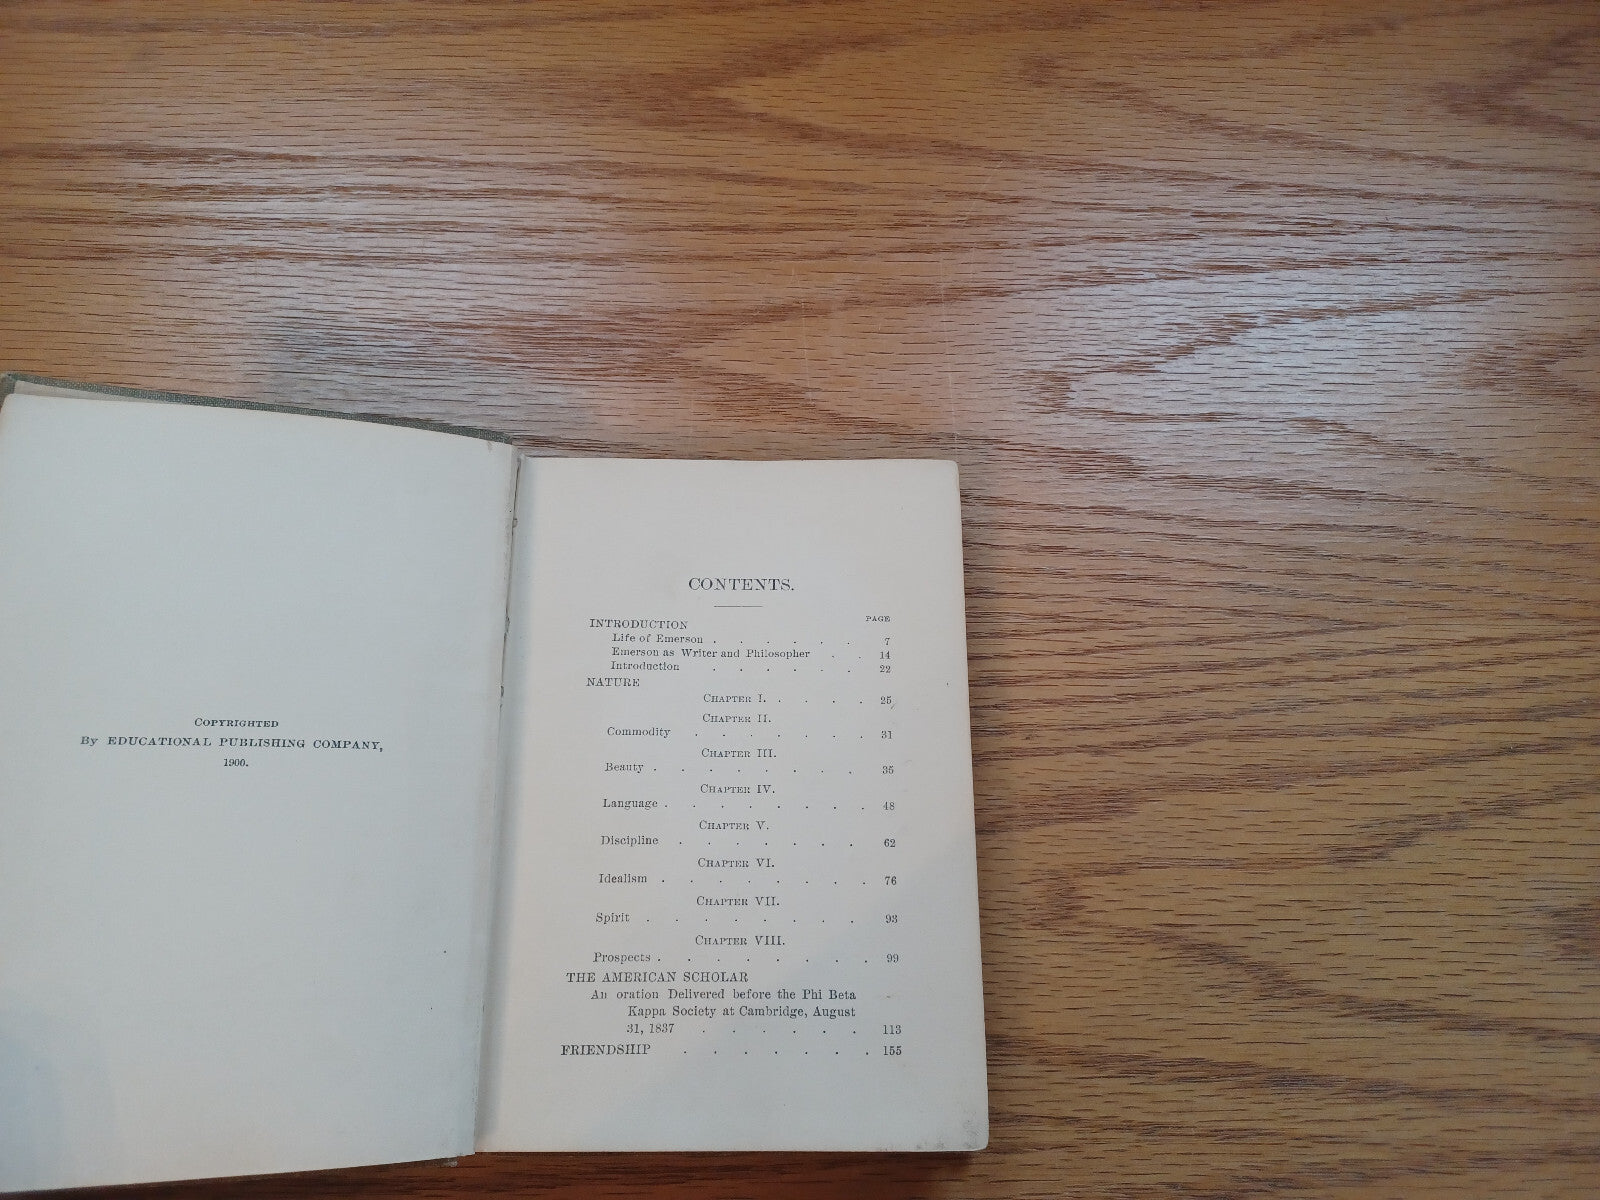 COPYRIGHTED
By EDUCATIONAL PUBLISHING COMPANY,
1900.
CONTENTS.
PAGE
INTRODUCTION
Life of Emerson . . . . . . 7
Emerson as Writer and Philosopher . . 14
Introduction . . . . . . 22
NATURE
CHAPTER I. . . . . 25
CHAPTER II.
Commodity . . . . . . . 31
CHAPTER III.
Beauty . . . . . . . . 35
CHAPTER IV.
Language . . . . . . . . 48
CHAPTER V.
Discipline . . . . . . . 62
CHAPTER VI.
Idealism . . . . . . . . 76
CHAPTER VII.
Spirit . . . . . . . . 93
CHAPTER VIII.
Prospects . . . . . . . . 99
THE AMERICAN SCHOLAR
An oration Delivered before the Phi Beta
Kappa Society at Cambridge, August
31, 1837 . . . . . . 113
FRIENDSHIP . . . . . . . 155